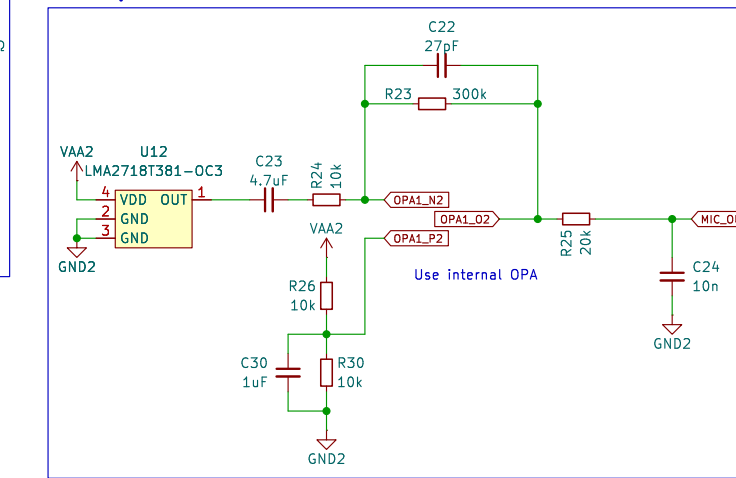 C22
27pF
R23 300k
VAA2
U12
LMA2718T381-OC3
C23
4.7uF
R24
10k
4 VDD OUT 1
2 GND
3 GND
GND2
OPA1_N2
OPA1_O2
OPA1_P2
R25
20k
VAA2
Use internal OPA
C24
10n
GND2
R26
10k
C30
1uF
R30
10k
GND2